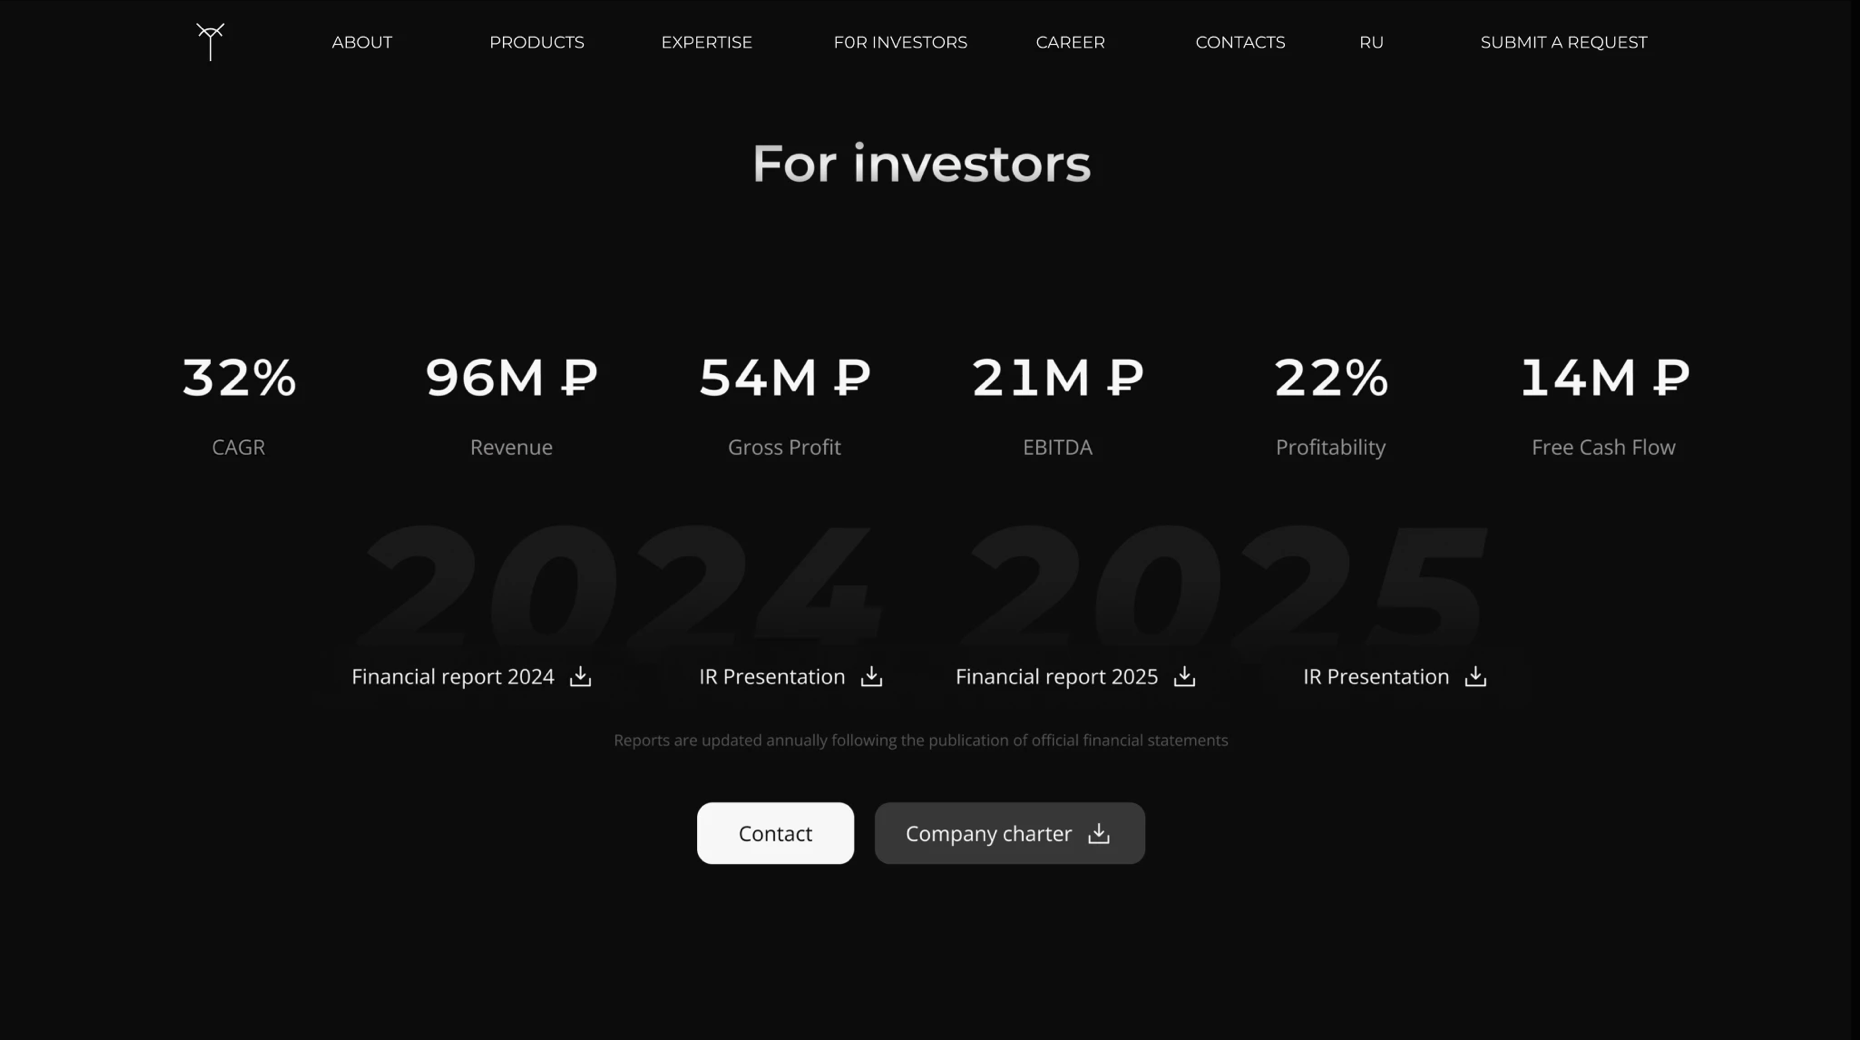 ABOUT PRODUCTS EXPERTISE F0R INVESTORS CAREER CONTACTS RU SUBMIT A REQUEST
For investors
32% 96M ₽ 54M ₽ 21M ₽ 22% 14M ₽
CAGR Revenue Gross Profit EBITDA Profitability Free Cash Flow
2024 2025
Financial report 2024 IR Presentation Financial report 2025 IR Presentation
Reports are updated annually following the publication of official financial statements
Contact Company charter